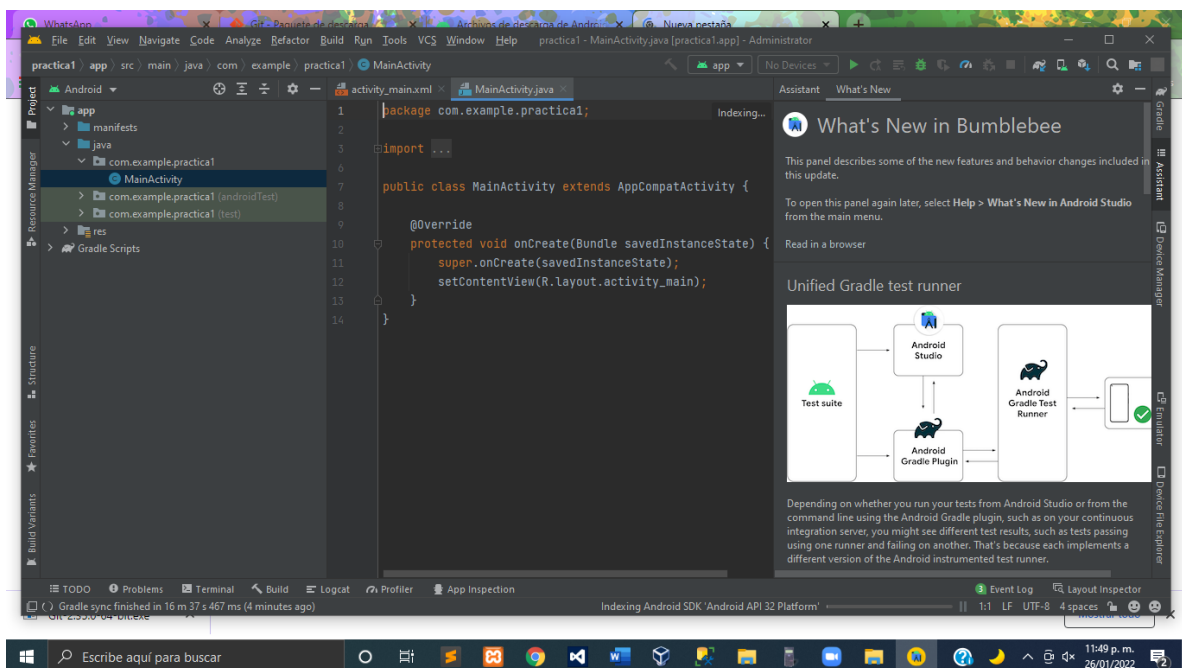 WhatsApp
Git - Paquete de descarga
Archivos de descarga de Androi
Nueva pestaña
File Edit View Navigate Code Analyze Refactor Build Run Tools VCS Window Help practica1 - MainActivity.java [practica1.app] - Administrator
practica1 app src main java com example practica1 MainActivity
app
No Devices
Project
Android
activity_main.xml
MainActivity.java
Assistant What's New
Gradle
app
manifests
java
com.example.practica1
MainActivity
com.example.practica1 (androidTest)
com.example.practica1 (test)
res
Gradle Scripts
Resource Manager
Structure
Favorites
Build Variants
1 package com.example.practica1;
Indexing...
2
3 import ...
6
7 public class MainActivity extends AppCompatActivity {
8
9 @Override
10 protected void onCreate(Bundle savedInstanceState) {
11 super.onCreate(savedInstanceState);
12 setContentView(R.layout.activity_main);
13 }
14 }
What's New in Bumblebee
This panel describes some of the new features and behavior changes included in
this update.
To open this panel again later, select Help > What's New in Android Studio
from the main menu.
Read in a browser
Unified Gradle test runner
Test suite
Android
Studio
Android
Gradle Plugin
Android
Gradle Test
Runner
Depending on whether you run your tests from Android Studio or from the
command line using the Android Gradle plugin, such as on your continuous
integration server, you might see different test results, such as tests passing
using one runner and failing on another. That's because each implements a
different version of the Android instrumented test runner.
Assistant
Device Manager
Emulator
Device File Explorer
TODO Problems Terminal Build Logcat Profiler App Inspection
3 Event Log Layout Inspector
Gradle sync finished in 16 m 37 s 467 ms (4 minutes ago)
Indexing Android SDK 'Android API 32 Platform'
1:1 LF UTF-8 4 spaces
Git-2.35.0-64-bit.exe
Mostrar todo
Escribe aquí para buscar
11:49 p. m.
26/01/2022
2